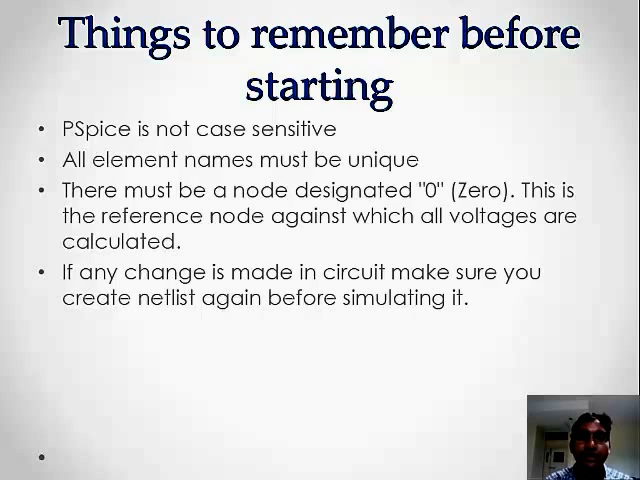 Things to remember before
starting
• PSpice is not case sensitive
• All element names must be unique
• There must be a node designated "0" (Zero). This is
the reference node against which all voltages are
calculated.
• If any change is made in circuit make sure you
create netlist again before simulating it.
•